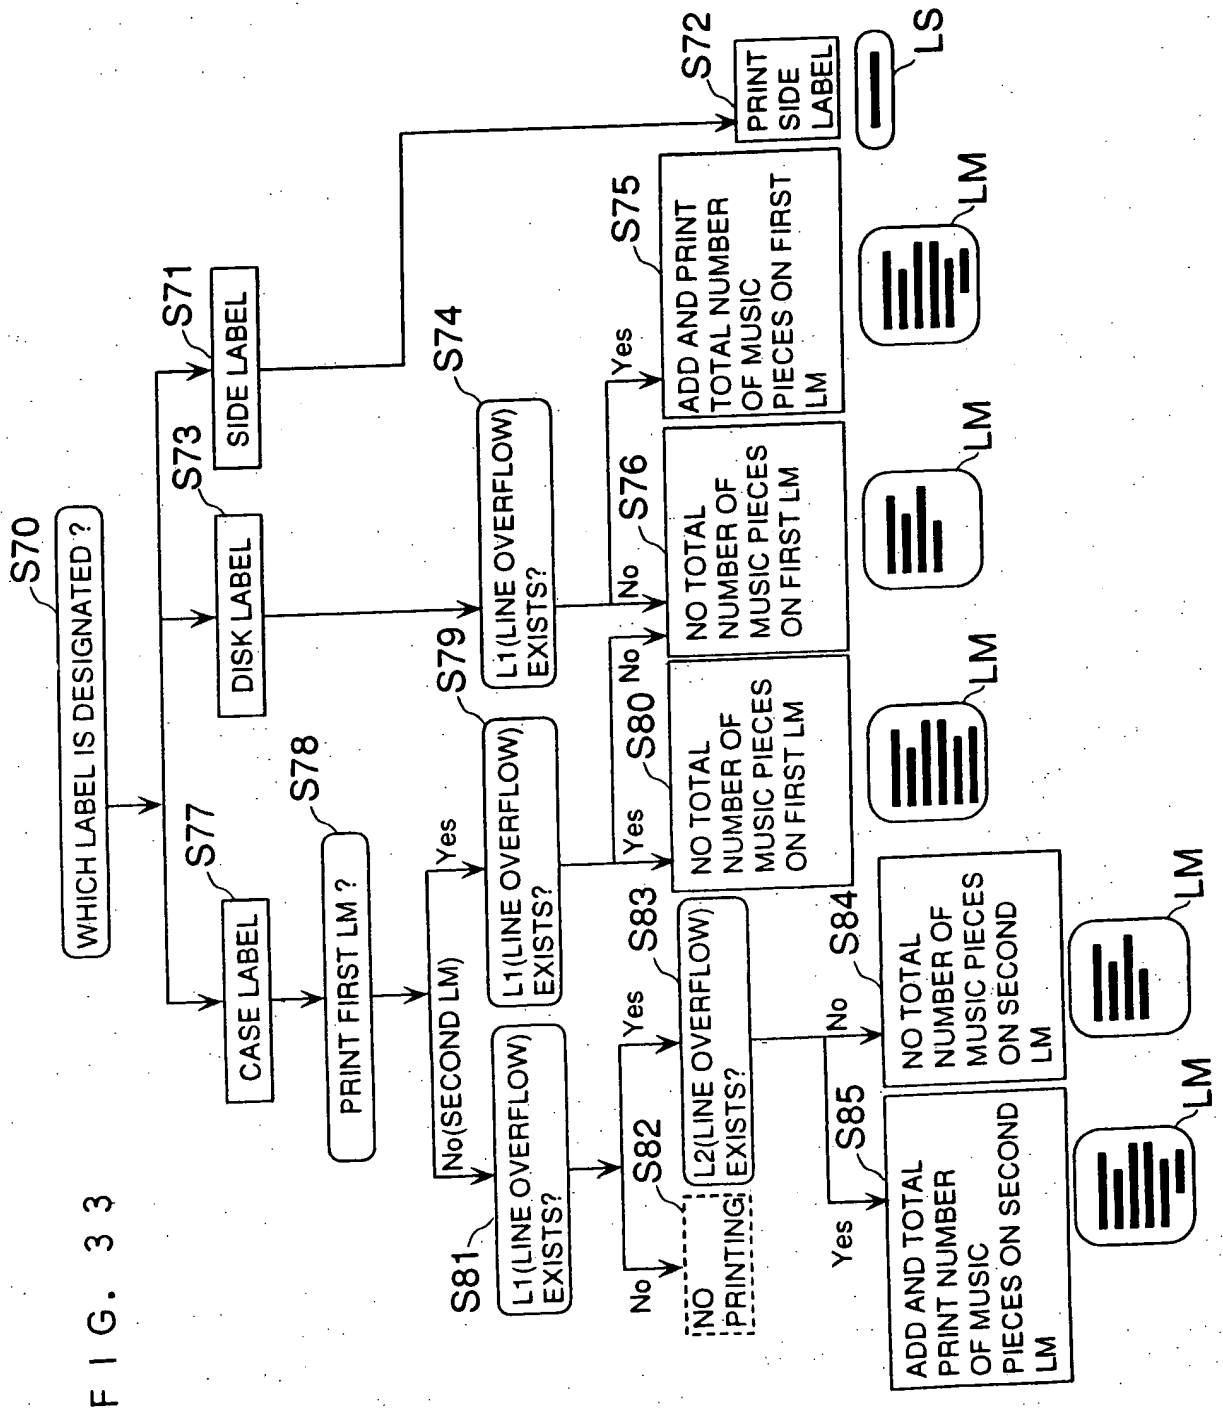 FIG. 33
S70
WHICH LABEL IS DESIGNATED ?
S77
CASE LABEL
S73
DISK LABEL
S71
SIDE LABEL
S78
PRINT FIRST LM ?
No(SECOND LM)
Yes
S81
L1(LINE OVERFLOW)
EXISTS?
S79
L1(LINE OVERFLOW)
EXISTS?
S74
L1(LINE OVERFLOW)
EXISTS?
No
S82
Yes
NO
PRINTING
S83
L2(LINE OVERFLOW)
EXISTS?
Yes
S80
No
NO TOTAL
NUMBER OF
MUSIC PIECES
ON FIRST LM
LM
No
S76
NO TOTAL
NUMBER OF
MUSIC PIECES
ON FIRST LM
LM
Yes
S75
ADD AND PRINT
TOTAL NUMBER
OF MUSIC
PIECES ON FIRST
LM
LM
S72
PRINT
SIDE
LABEL
LS
Yes
S85
ADD AND TOTAL
PRINT NUMBER
OF MUSIC
PIECES ON SECOND
LM
LM
No
S84
NO TOTAL
NUMBER OF
MUSIC PIECES
ON SECOND
LM
LM